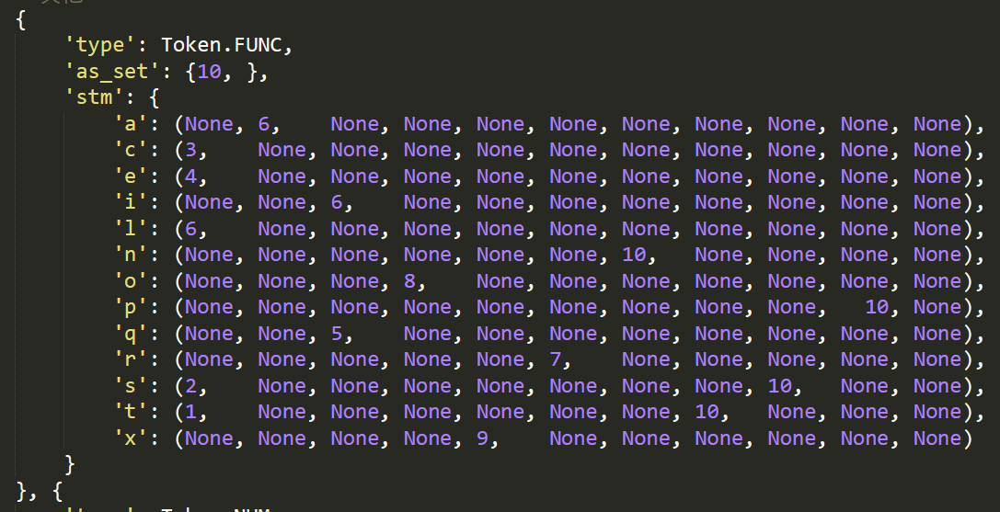 {
    'type': Token.FUNC,
    'as_set': {10, },
    'stm': {
        'a': (None, 6,    None, None, None, None, None, None, None, None, None),
        'c': (3,    None, None, None, None, None, None, None, None, None, None),
        'e': (4,    None, None, None, None, None, None, None, None, None, None),
        'i': (None, None, 6,    None, None, None, None, None, None, None, None),
        'l': (6,    None, None, None, None, None, None, None, None, None, None),
        'n': (None, None, None, None, None, None, 10,   None, None, None, None),
        'o': (None, None, None, 8,    None, None, None, None, None, None, None),
        'p': (None, None, None, None, None, None, None, None, None,   10, None),
        'q': (None, None, 5,    None, None, None, None, None, None, None, None),
        'r': (None, None, None, None, None, 7,    None, None, None, None, None),
        's': (2,    None, None, None, None, None, None, None, 10,   None, None),
        't': (1,    None, None, None, None, None, None, 10,   None, None, None),
        'x': (None, None, None, None, 9,    None, None, None, None, None, None)
    }
}, {